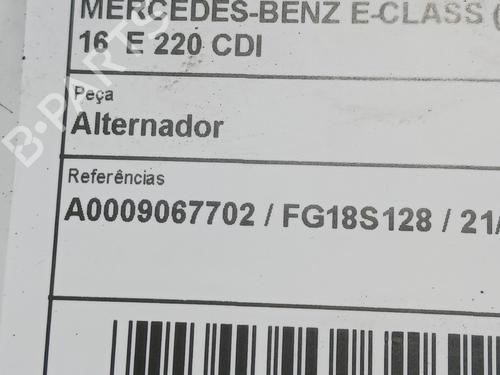 MERCEDES-BENZ E-CLASS (
16 E 220 CDI
Peça
Alternador
Referências
A0009067702 / FG18S128 / 21/
B-PARTS